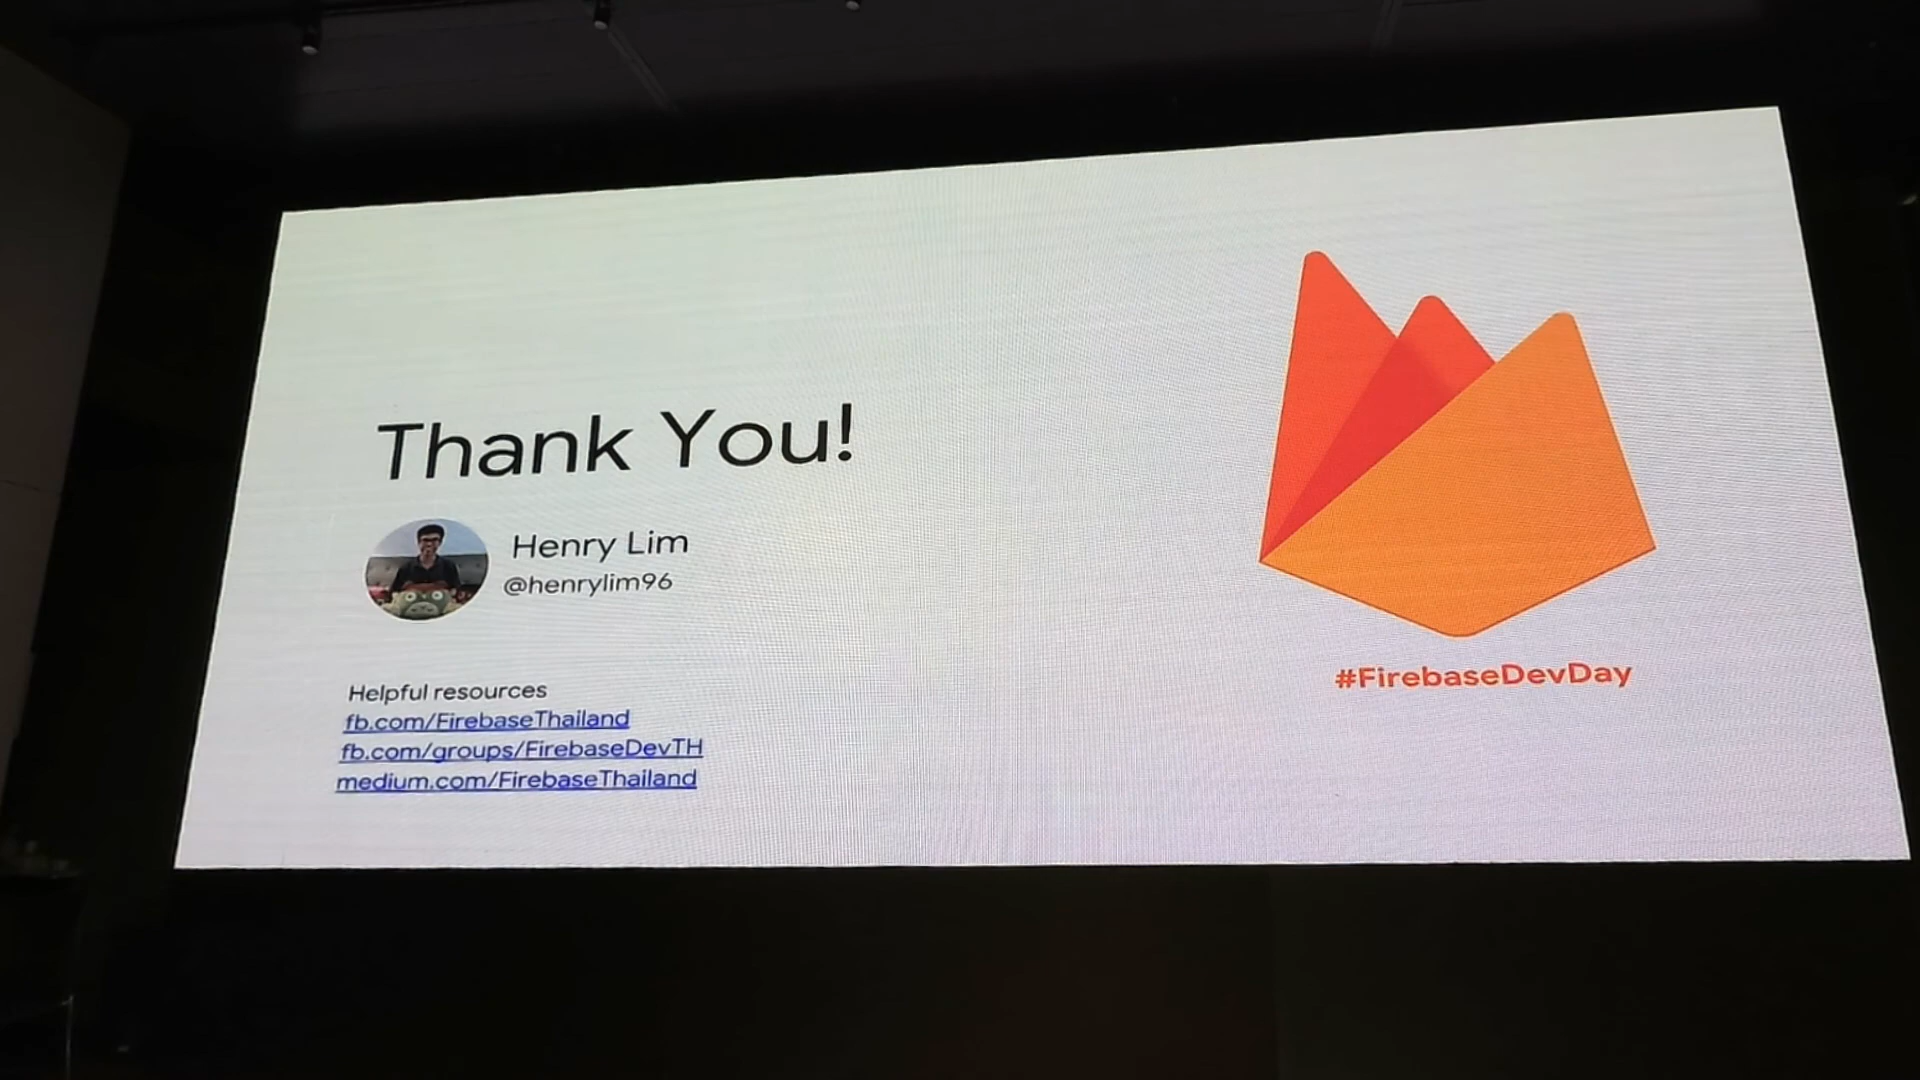 Thank You!
Henry Lim
@henrylim96
Helpful resources
fb.com/FirebaseThailand
fb.com/groups/FirebaseDevTH
medium.com/FirebaseThailand
#FirebaseDevDay